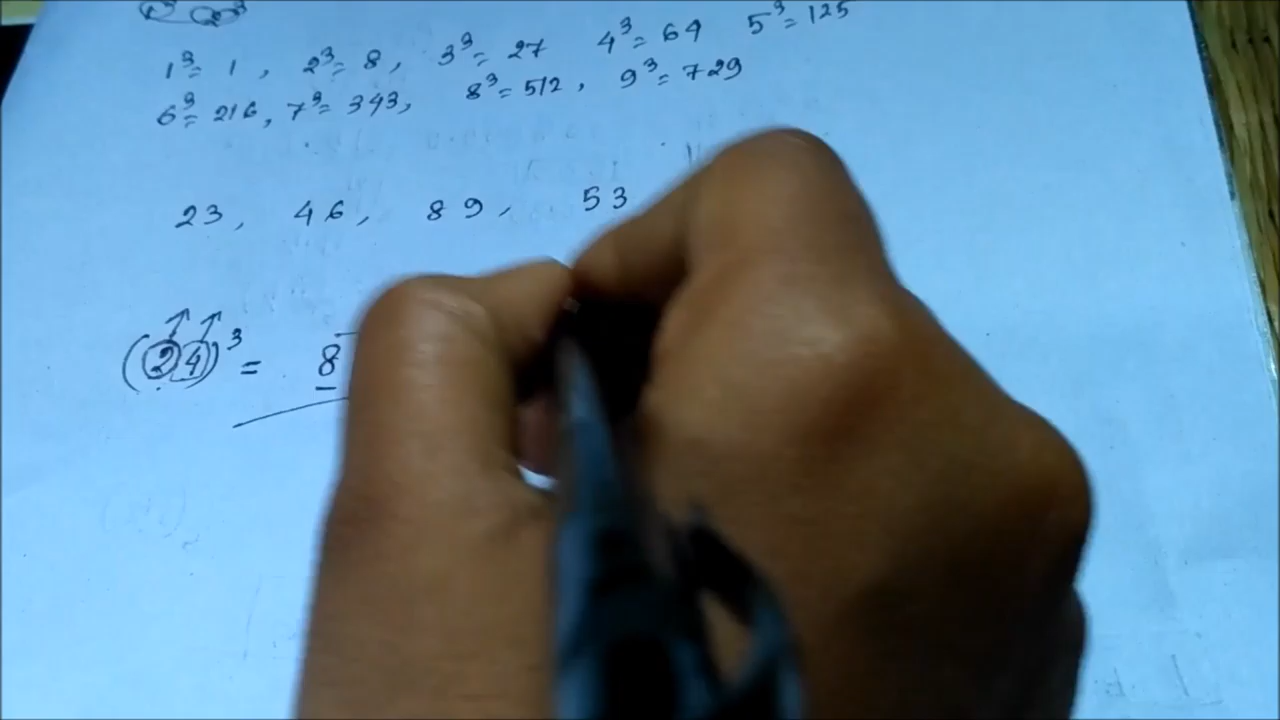 1³= 1 , 2³= 8 , 3³= 27 4³= 64 5³= 125
6³= 216 , 7³= 343, 8³= 512 , 9³= 729
23 , 46 , 89 , 53
(24)³ = 8